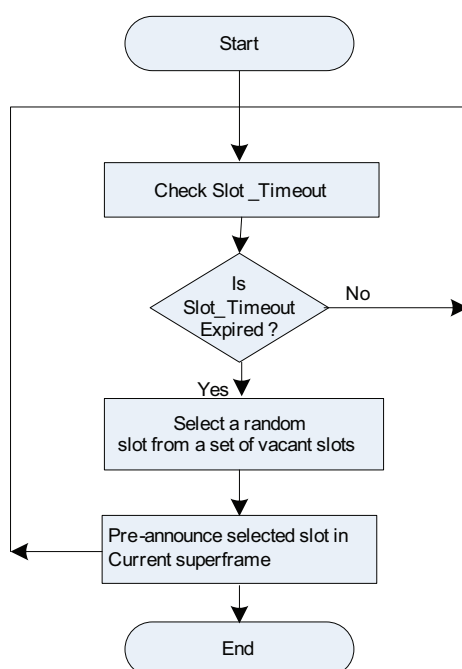 Start
Check Slot _Timeout
Is
Slot_Timeout
Expired ?
No
Yes
Select a random
slot from a set of vacant slots
Pre-announce selected slot in
Current superframe
End